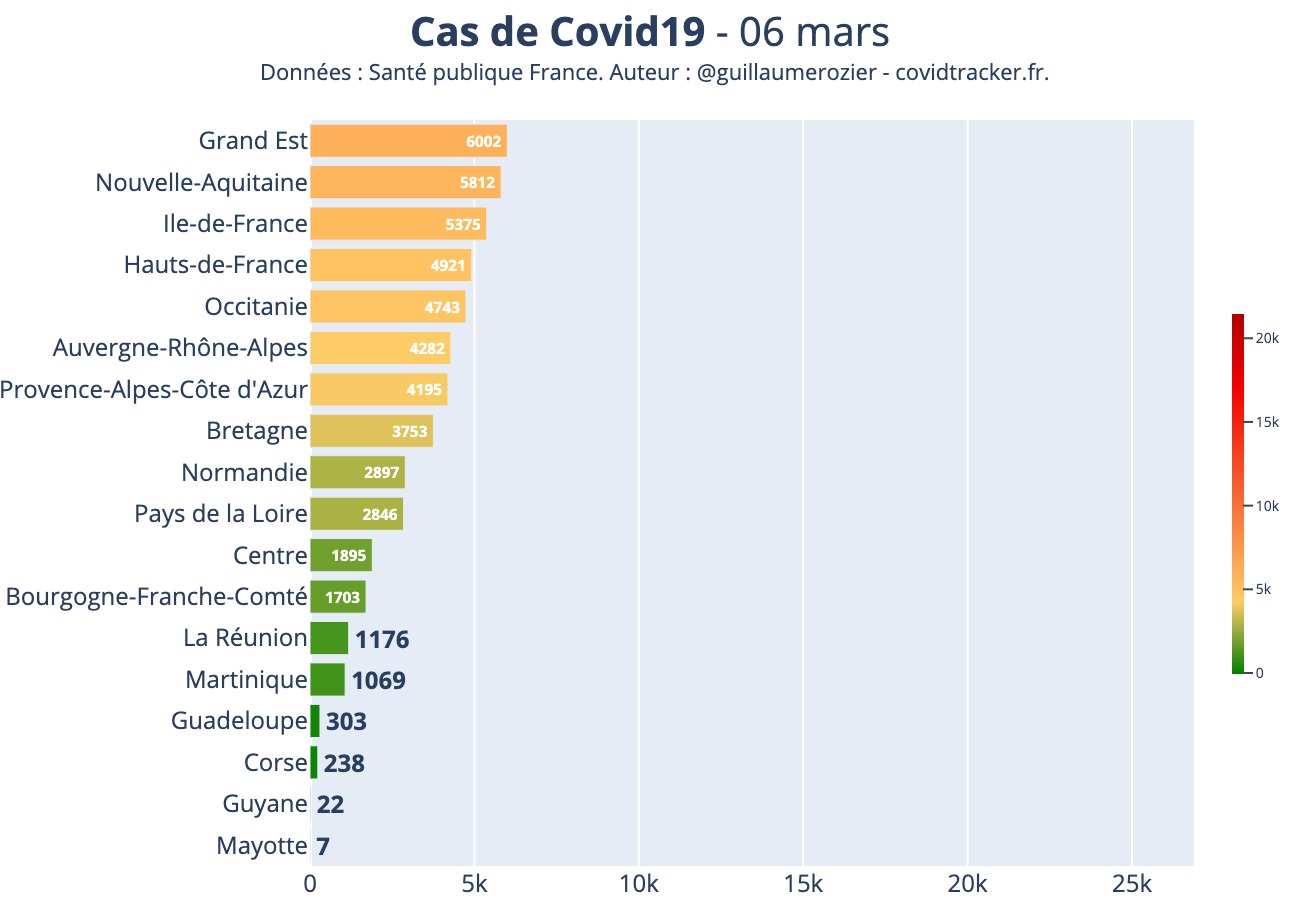 Cas de Covid19 - 06 mars
Données : Santé publique France. Auteur : @guillaumerozier - covidtracker.fr.
Grand Est 6002
Nouvelle-Aquitaine 5812
Ile-de-France 5375
Hauts-de-France 4921
Occitanie 4743
Auvergne-Rhône-Alpes 4282
Provence-Alpes-Côte d'Azur 4195
Bretagne 3753
Normandie 2897
Pays de la Loire 2846
Centre 1895
Bourgogne-Franche-Comté 1703
La Réunion 1176
Martinique 1069
Guadeloupe 303
Corse 238
Guyane 22
Mayotte 7
0 5k 10k 15k 20k 25k
20k
15k
10k
5k
0